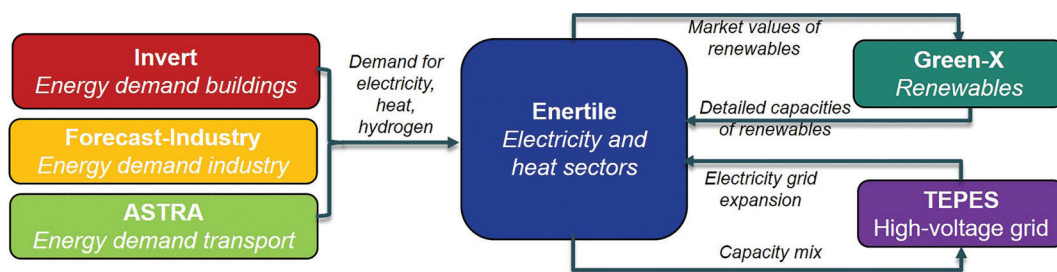 Invert
Energy demand buildings
Forecast-Industry
Energy demand industry
ASTRA
Energy demand transport
Demand for
electricity,
heat,
hydrogen
Enertile
Electricity and
heat sectors
Market values of
renewables
Green-X
Renewables
Detailed capacities
of renewables
Electricity grid
expansion
TEPES
High-voltage grid
Capacity mix